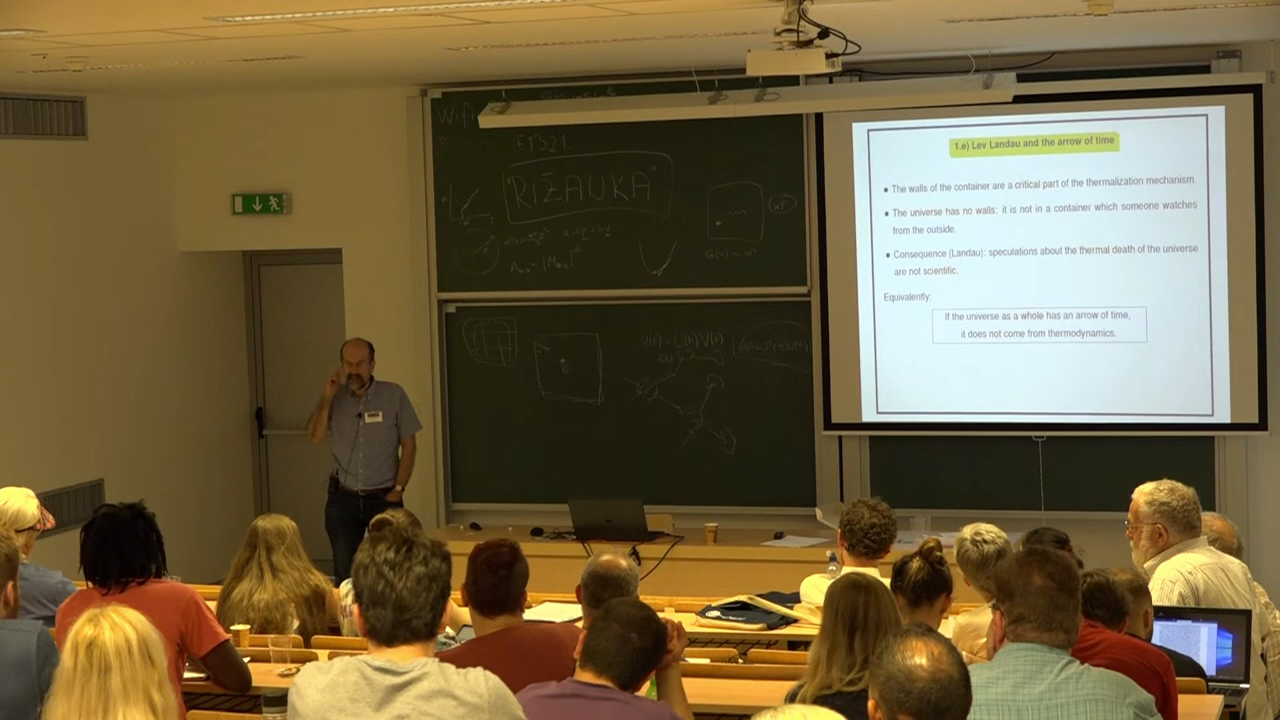 Wifi
F1321.
"RIŽAUKA"
1.e) Lev Landau and the arrow of time
● The walls of the container are a critical part of the thermalization mechanism.
● The universe has no walls: it is not in a container which someone watches
from the outside.
● Consequence (Landau): speculations about the thermal death of the universe
are not scientific.
Equivalently:
If the universe as a whole has an arrow of time,
it does not come from thermodynamics.